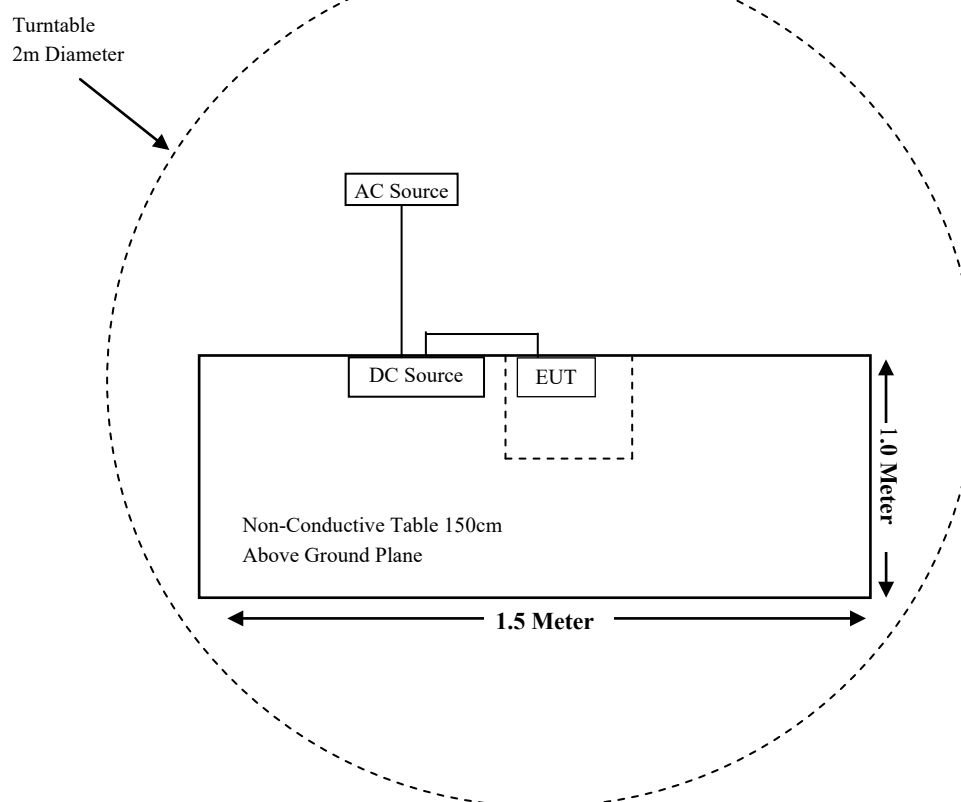 Turntable
2m Diameter
AC Source
DC Source
EUT
1.0 Meter
Non-Conductive Table 150cm
Above Ground Plane
1.5 Meter